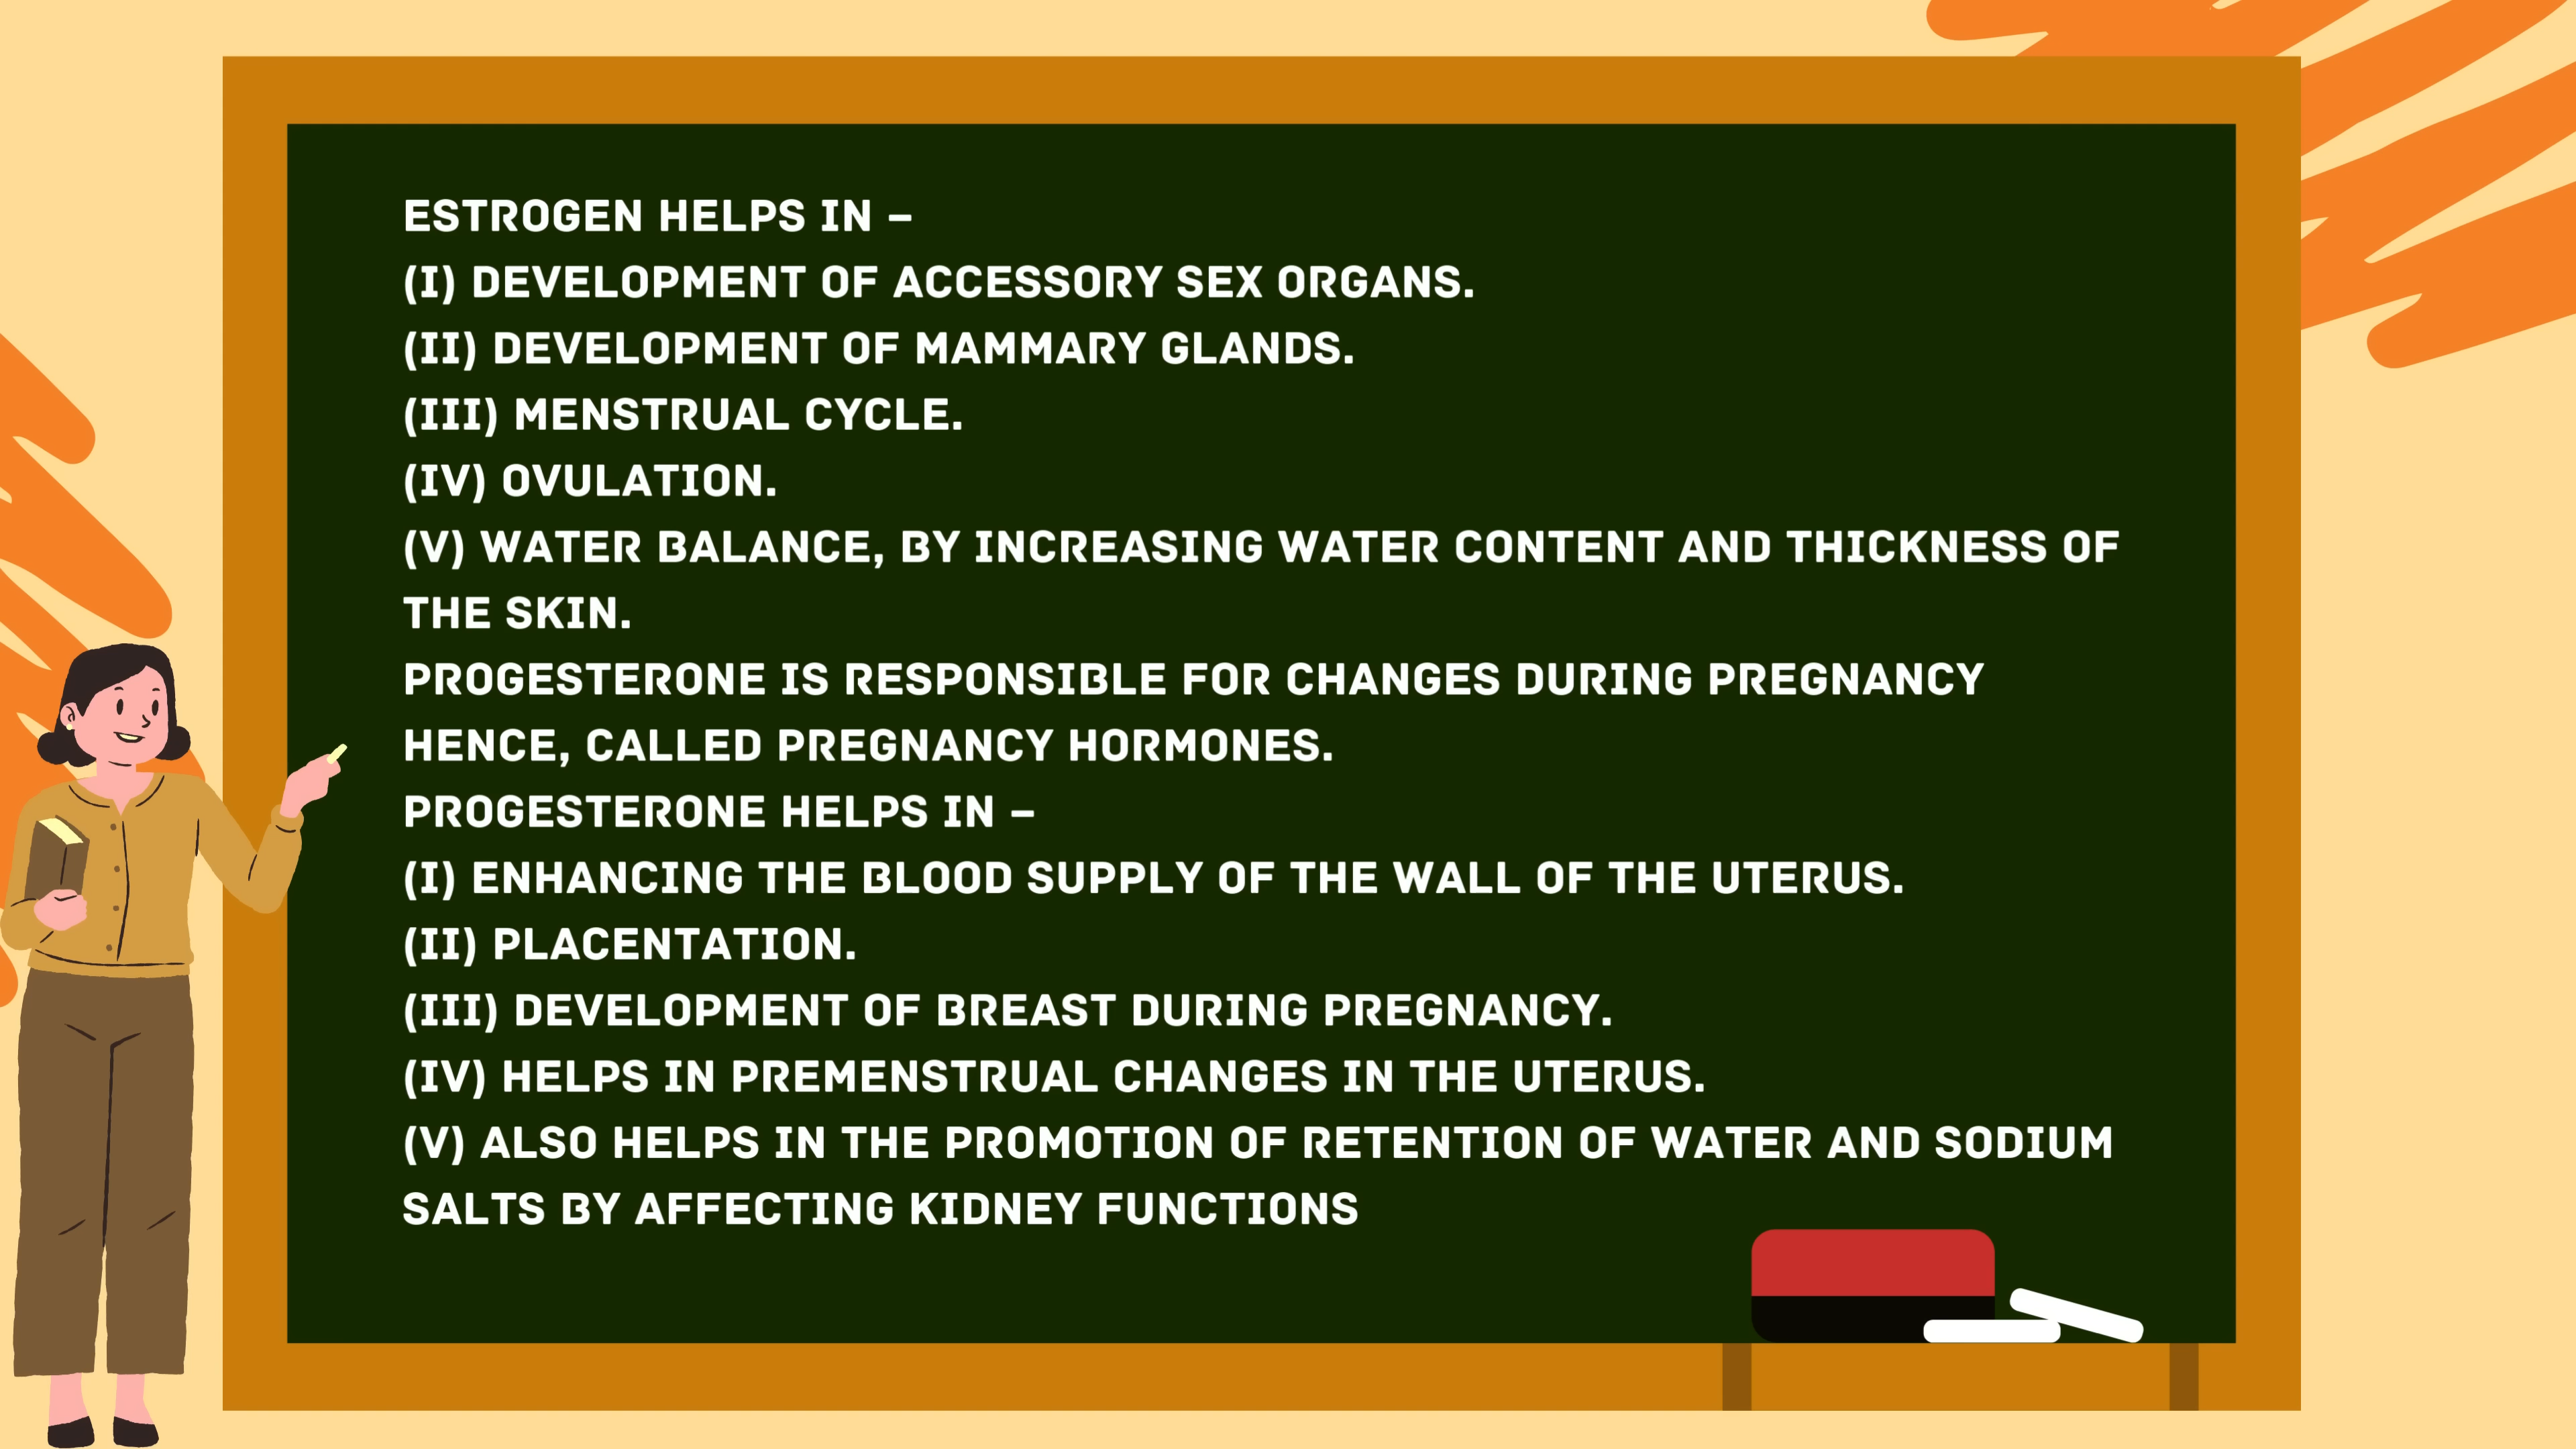 ESTROGEN HELPS IN –
(I) DEVELOPMENT OF ACCESSORY SEX ORGANS.
(II) DEVELOPMENT OF MAMMARY GLANDS.
(III) MENSTRUAL CYCLE.
(IV) OVULATION.
(V) WATER BALANCE, BY INCREASING WATER CONTENT AND THICKNESS OF
THE SKIN.
PROGESTERONE IS RESPONSIBLE FOR CHANGES DURING PREGNANCY
HENCE, CALLED PREGNANCY HORMONES.
PROGESTERONE HELPS IN –
(I) ENHANCING THE BLOOD SUPPLY OF THE WALL OF THE UTERUS.
(II) PLACENTATION.
(III) DEVELOPMENT OF BREAST DURING PREGNANCY.
(IV) HELPS IN PREMENSTRUAL CHANGES IN THE UTERUS.
(V) ALSO HELPS IN THE PROMOTION OF RETENTION OF WATER AND SODIUM
SALTS BY AFFECTING KIDNEY FUNCTIONS